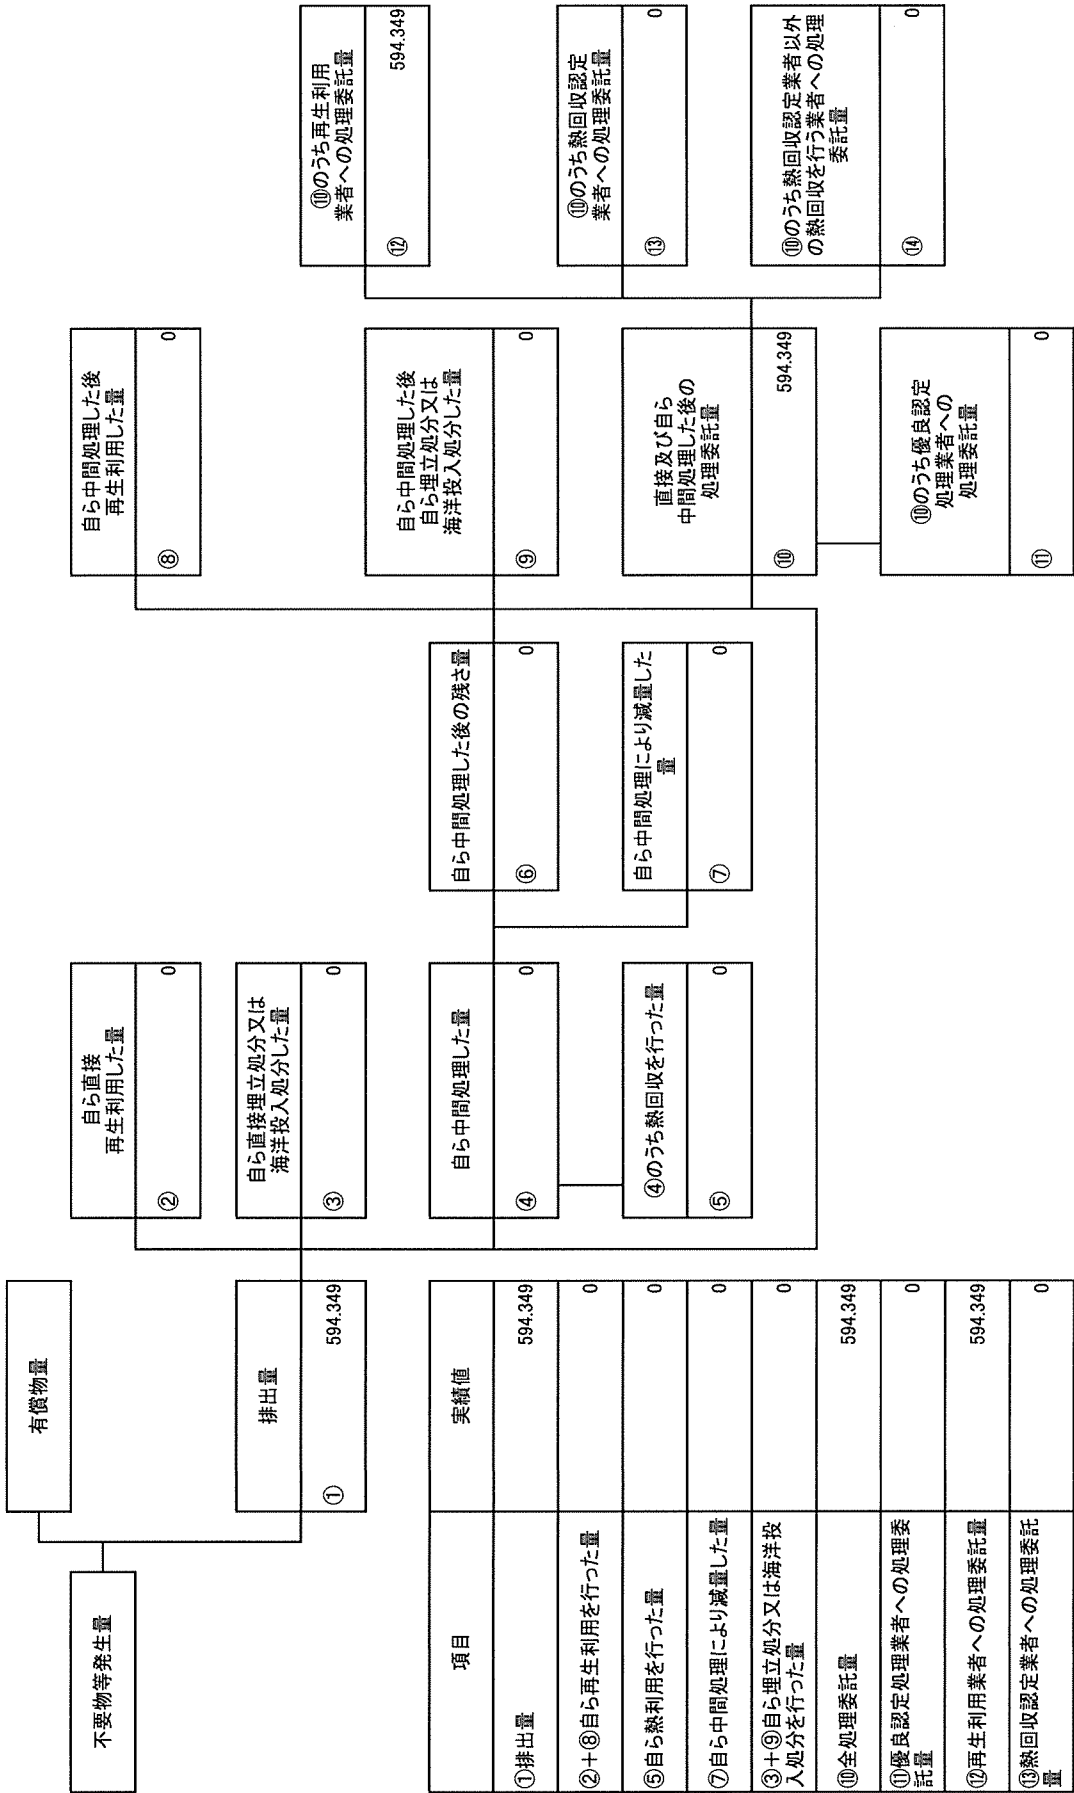 不要物等発生量
有償物量
排出量
① 594.349
自ら直接
再生利用した量
② 0
自ら直接埋立処分又は
海洋投入処分した量
③ 0
自ら中間処理した量
④ 0
④のうち熱回収を行った量
⑤ 0
自ら中間処理した後の残さ量
⑥ 0
自ら中間処理により減量した
量
⑦ 0
自ら中間処理した後
再生利用した量
⑧ 0
自ら中間処理した後
自ら埋立処分又は
海洋投入処分した量
⑨ 0
直接及び自ら
中間処理した後の
処理委託量
⑩ 594.349
⑩のうち優良認定
処理業者への
処理委託量
⑪ 0
⑩のうち再生利用
業者への処理委託量
⑫ 594.349
⑩のうち熱回収認定
業者への処理委託量
⑬ 0
⑩のうち熱回収認定業者以外
の熱回収を行う業者への処理
委託量
⑭ 0
項目 実績値
①排出量 594.349
②+⑧自ら再生利用を行った量 0
⑤自ら熱利用を行った量 0
⑦自ら中間処理により減量した量 0
③+⑨自ら埋立処分又は海洋投
入処分を行った量 0
⑩全処理委託量 594.349
⑪優良認定処理業者への処理委
託量 0
⑫再生利用業者への処理委託量 594.349
⑬熱回収認定業者への処理委託
量 0